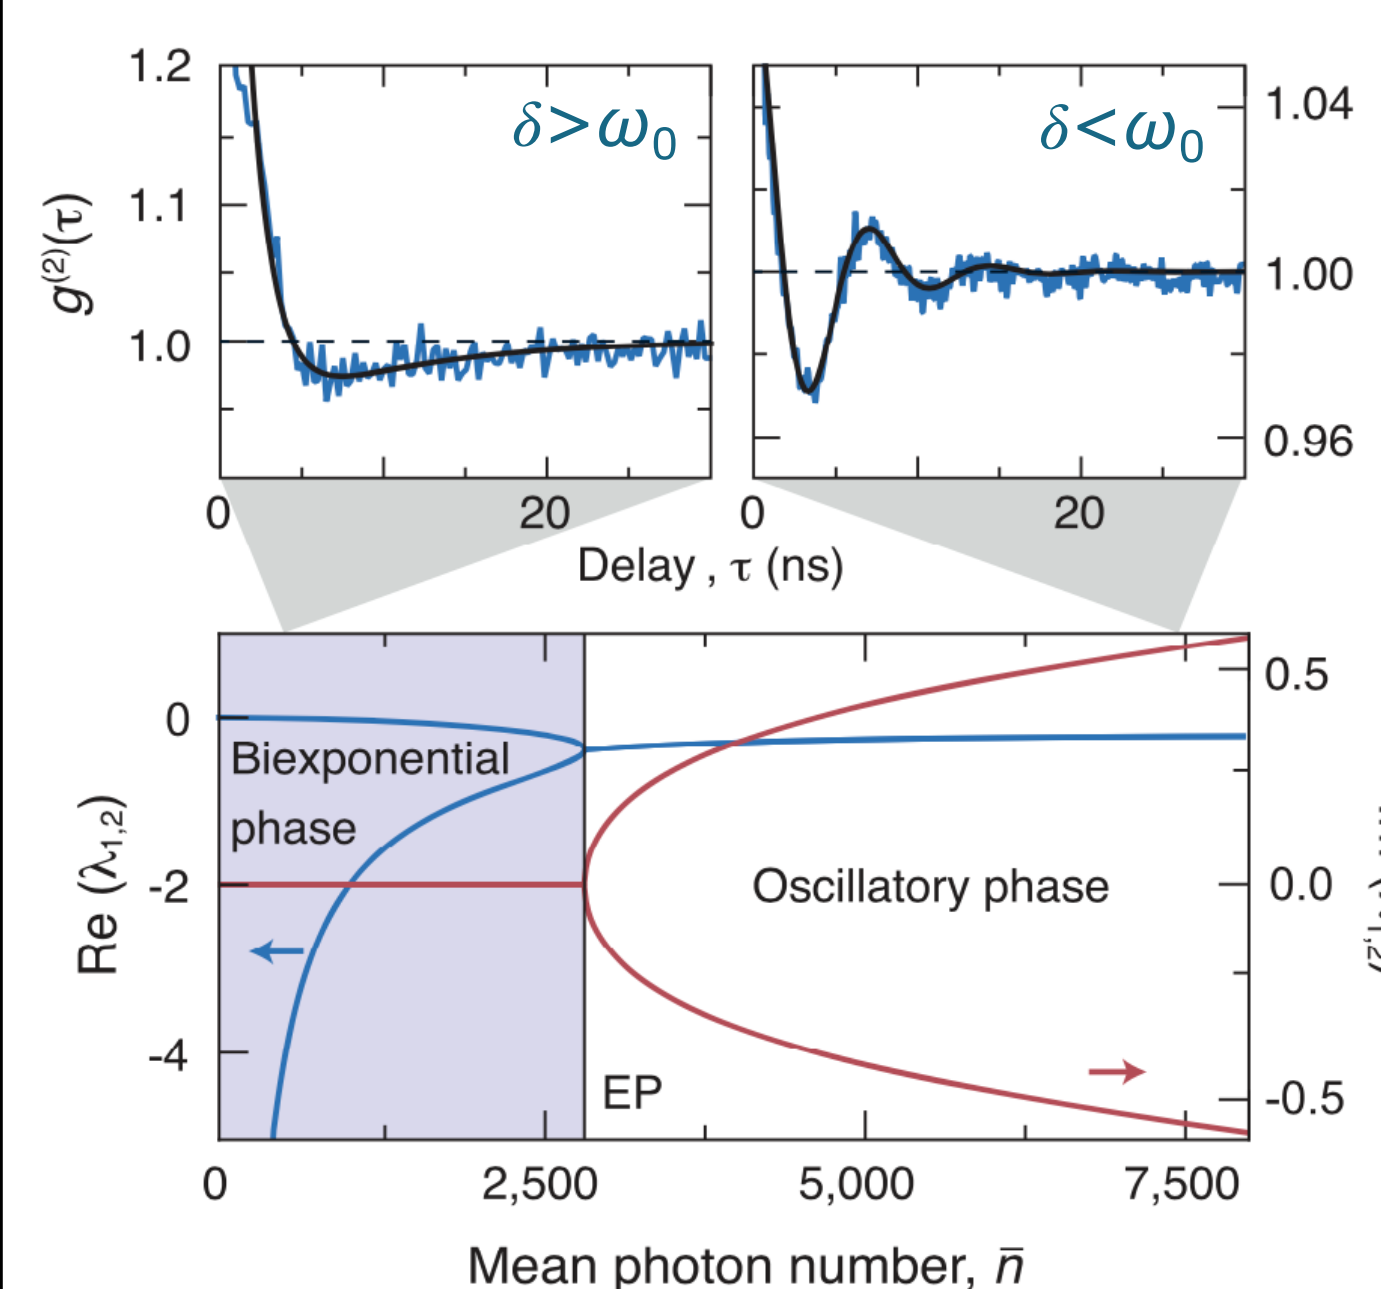 1.2
1.1
1.0
g(2)(τ)
δ>ω0
δ<ω0
1.04
1.00
0.96
0
20
0
20
Delay , τ (ns)
0
-2
-4
Re (λ1,2)
Biexponential
phase
Oscillatory phase
EP
0.5
0.0
-0.5
0
2,500
5,000
7,500
Mean photon number, n̄